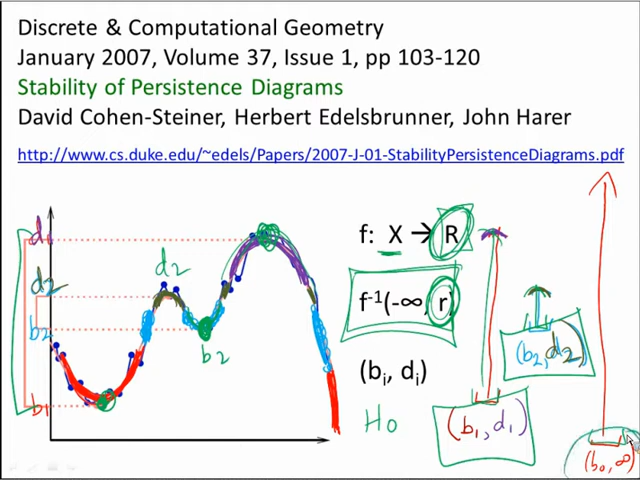 Discrete & Computational Geometry
January 2007, Volume 37, Issue 1, pp 103-120
Stability of Persistence Diagrams
David Cohen-Steiner, Herbert Edelsbrunner, John Harer
http://www.cs.duke.edu/~edels/Papers/2007-J-01-StabilityPersistenceDiagrams.pdf
d1
d2
b2
b1
d2
b2
f: X → R
f⁻¹(-∞, r)
(bᵢ, dᵢ)
H0
(b1, d1)
(b2, d2)
(b0, ∞)